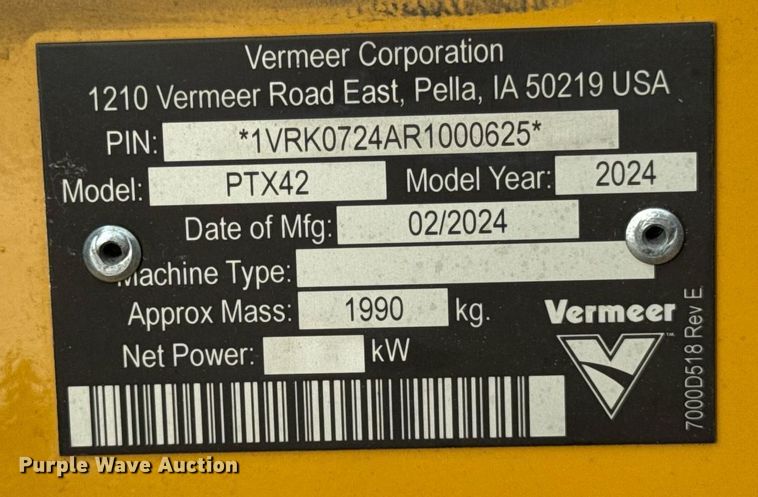 Vermeer Corporation
1210 Vermeer Road East, Pella, IA 50219 USA
PIN: *1VRK0724AR1000625*
Model: PTX42 Model Year: 2024
Date of Mfg: 02/2024
Machine Type:
Approx Mass: 1990 kg.
Net Power: kW
Vermeer
TM
7000D518 Rev E
Purple Wave Auction